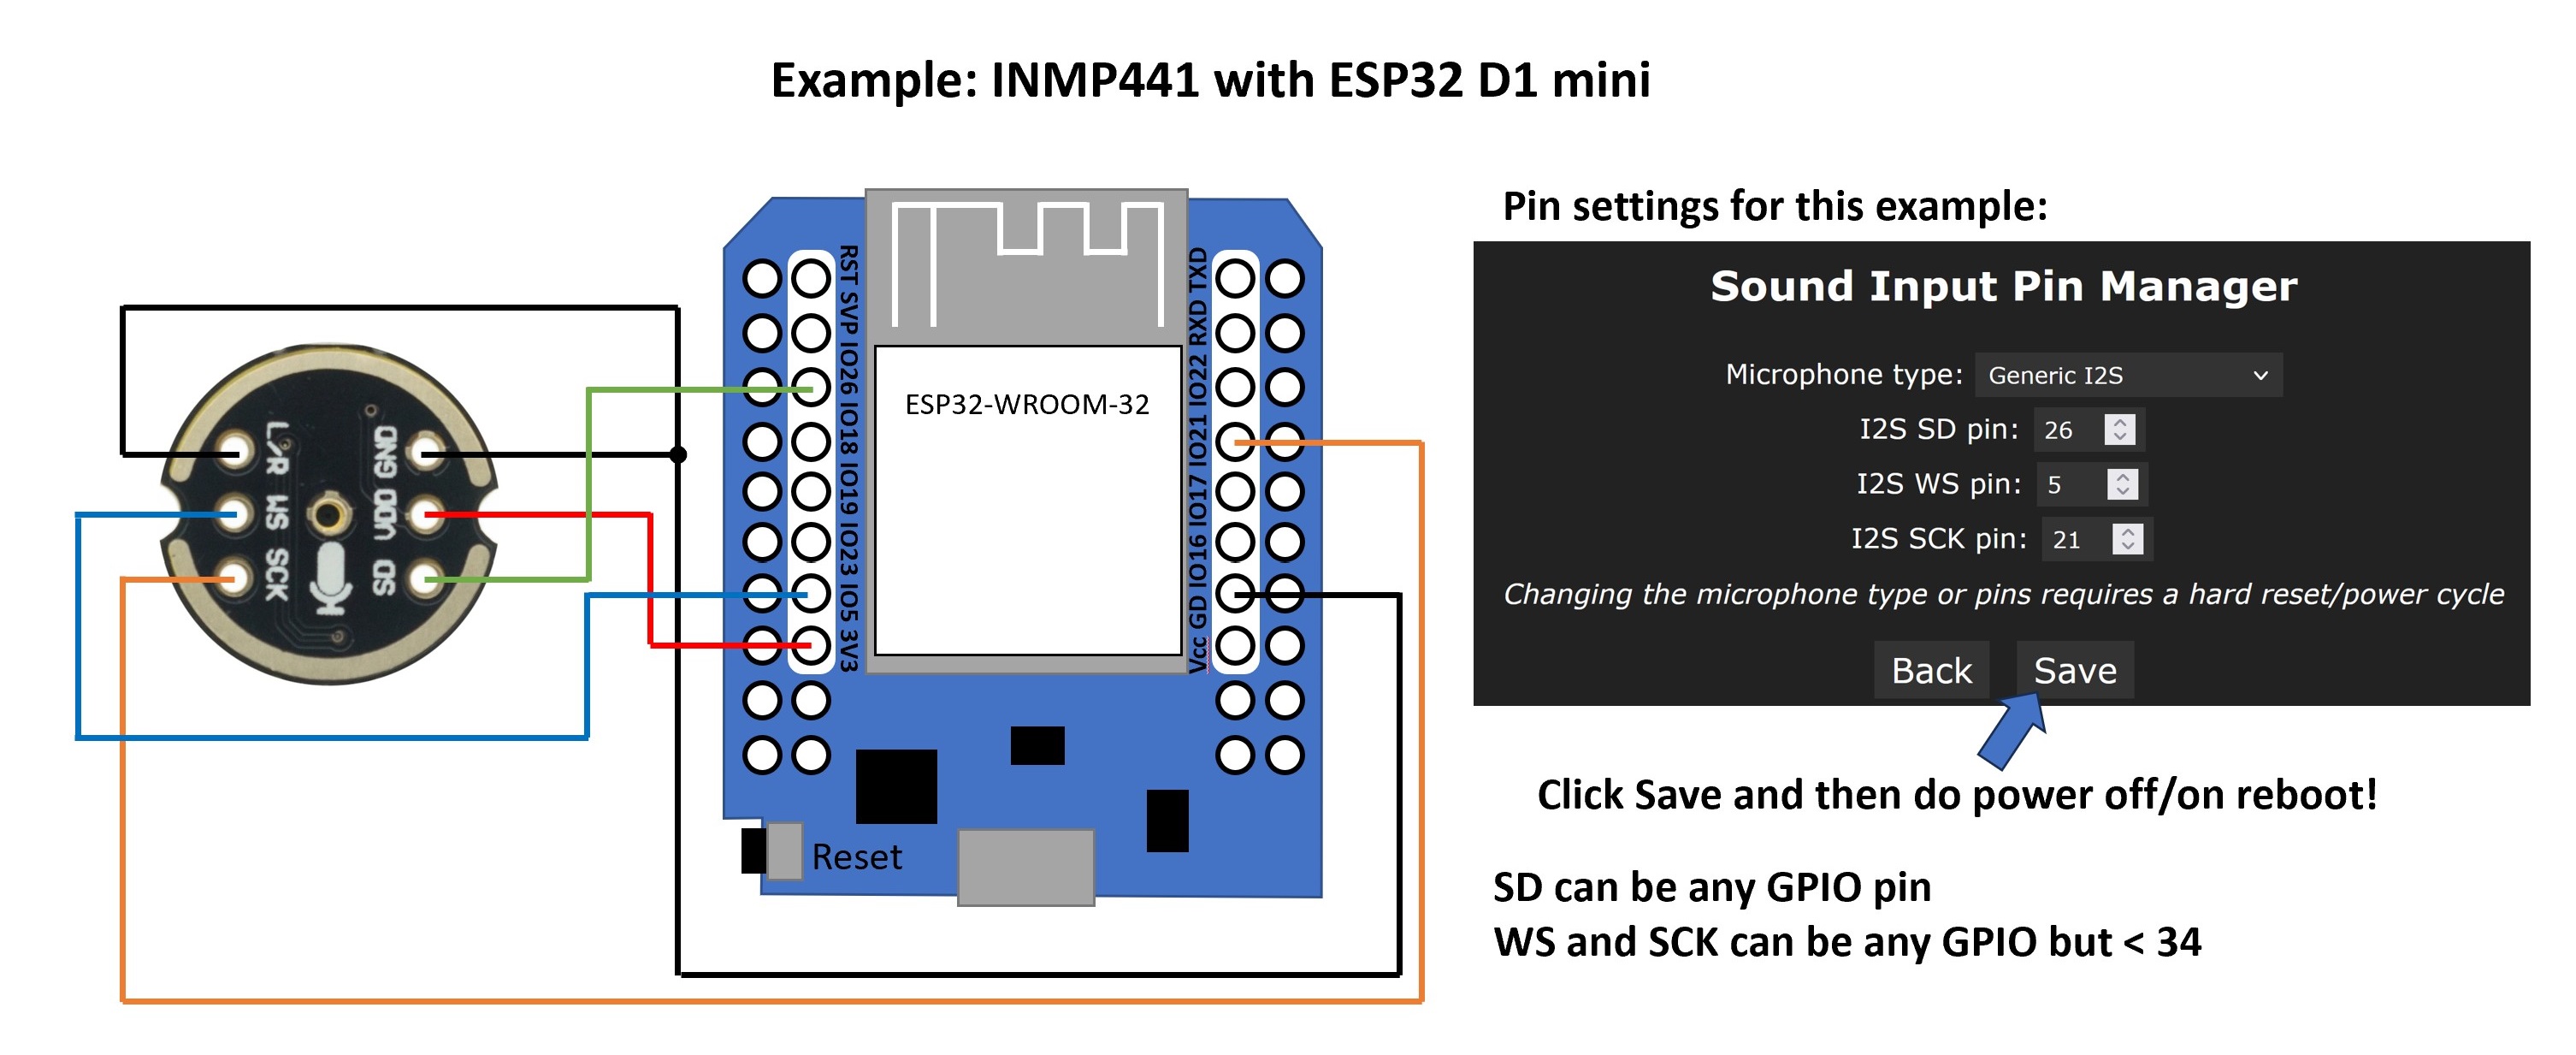 Example: INMP441 with ESP32 D1 mini
L/R
WS
SCK
GND
VDD
SD
RST SVP IO26 IO18 IO19 IO23 IO5 3V3
ESP32-WROOM-32
Vcc GD IO16 IO17 IO21 IO22 RXD TXD
Reset
Pin settings for this example:
Sound Input Pin Manager
Microphone type: Generic I2S
I2S SD pin: 26
I2S WS pin: 5
I2S SCK pin: 21
Changing the microphone type or pins requires a hard reset/power cycle
Back Save
Click Save and then do power off/on reboot!
SD can be any GPIO pin
WS and SCK can be any GPIO but < 34